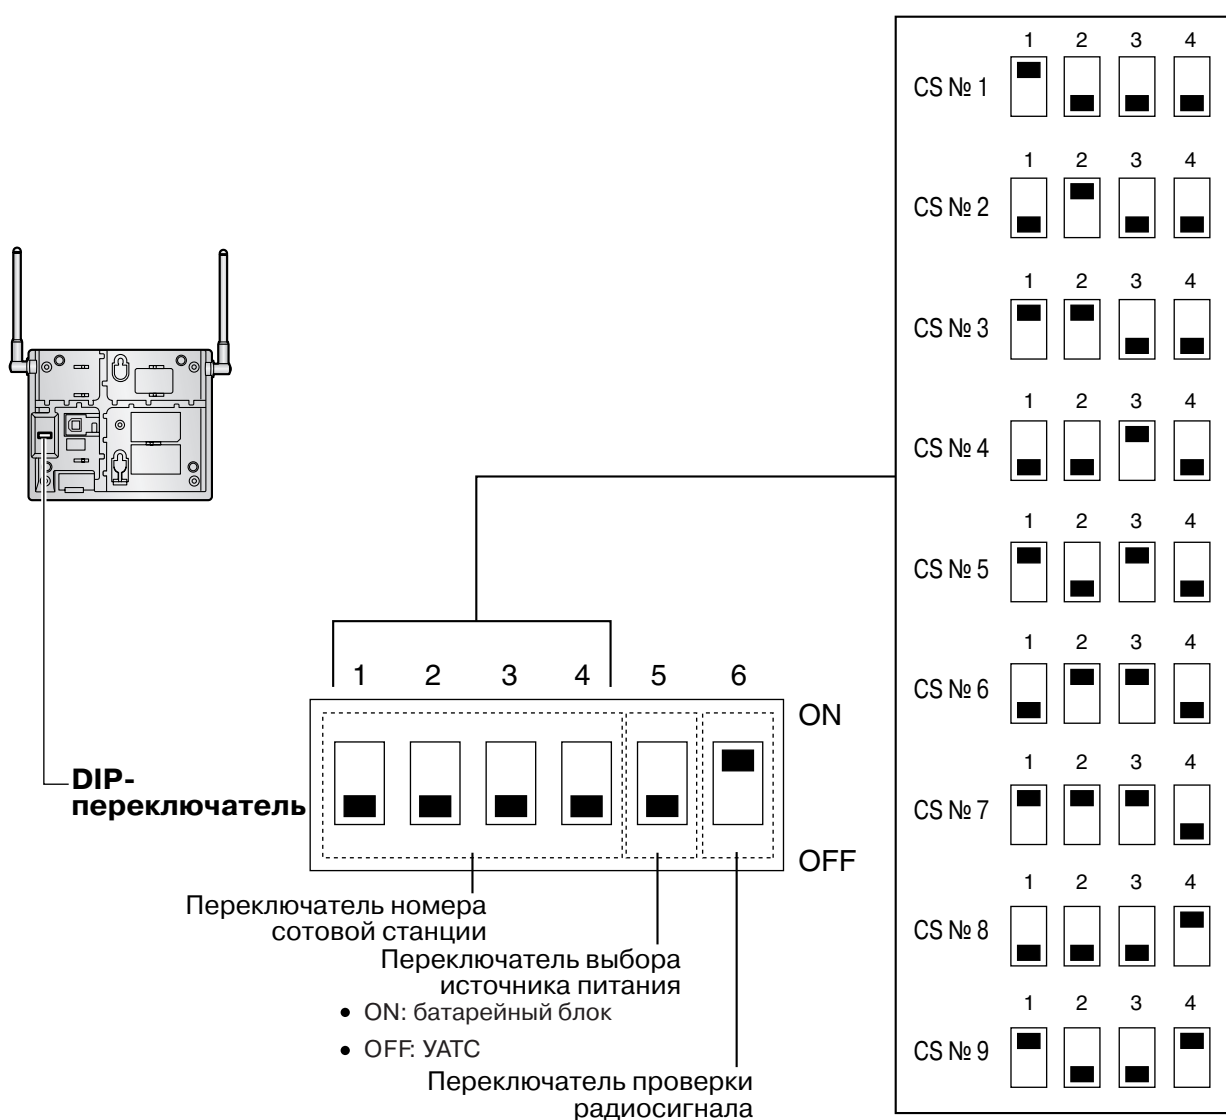 1 2 3 4
CS № 1
1 2 3 4
CS № 2
1 2 3 4
CS № 3
1 2 3 4
CS № 4
1 2 3 4
CS № 5
1 2 3 4
CS № 6
1 2 3 4
CS № 7
1 2 3 4
CS № 8
1 2 3 4
CS № 9
1 2 3 4 5 6
ON
OFF
DIP-
переключатель
Переключатель номера
сотовой станции
Переключатель выбора
источника питания
• ON: батарейный блок
• OFF: УАТС
Переключатель проверки
радиосигнала